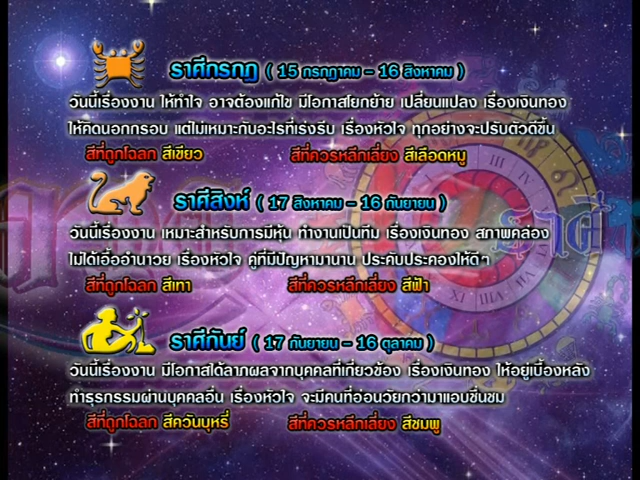 ราศีกรกฎ ( 15 กรกฎาคม - 16 สิงหาคม )
วันนี้เรื่องงาน ให้ทำใจ อาจต้องแก้ไข มีโอกาสโยกย้าย เปลี่ยนแปลง เรื่องเงินทอง
ให้คิดนอกกรอบ แต่ไม่เหมาะกับอะไรที่เร่งรีบ เรื่องหัวใจ ทุกอย่างจะปรับตัวดีขึ้น
สีที่ถูกโฉลก สีเขียว สีที่ควรหลีกเลี่ยง สีเลือดหมู
ราศีสิงห์ ( 17 สิงหาคม - 16 กันยายน )
วันนี้เรื่องงาน เหมาะสำหรับการมีหุ้น ทำงานเป็นทีม เรื่องเงินทอง สภาพคล่อง
ไม่ได้เอื้ออำนวย เรื่องหัวใจ คู่ที่มีปัญหามานาน ประคับประคองให้ดีๆ
สีที่ถูกโฉลก สีเทา สีที่ควรหลีกเลี่ยง สีฟ้า
ราศีกันย์ ( 17 กันยายน - 16 ตุลาคม )
วันนี้เรื่องงาน มีโอกาสได้ลาภผลจากบุคคลที่เกี่ยวข้อง เรื่องเงินทอง ให้อยู่เบื้องหลัง
ทำธุรกรรมผ่านบุคคลอื่น เรื่องหัวใจ จะมีคนที่อ่อนวัยกว่ามาแอบชื่นชม
สีที่ถูกโฉลก สีควันบุหรี่ สีที่ควรหลีกเลี่ยง สีชมพู